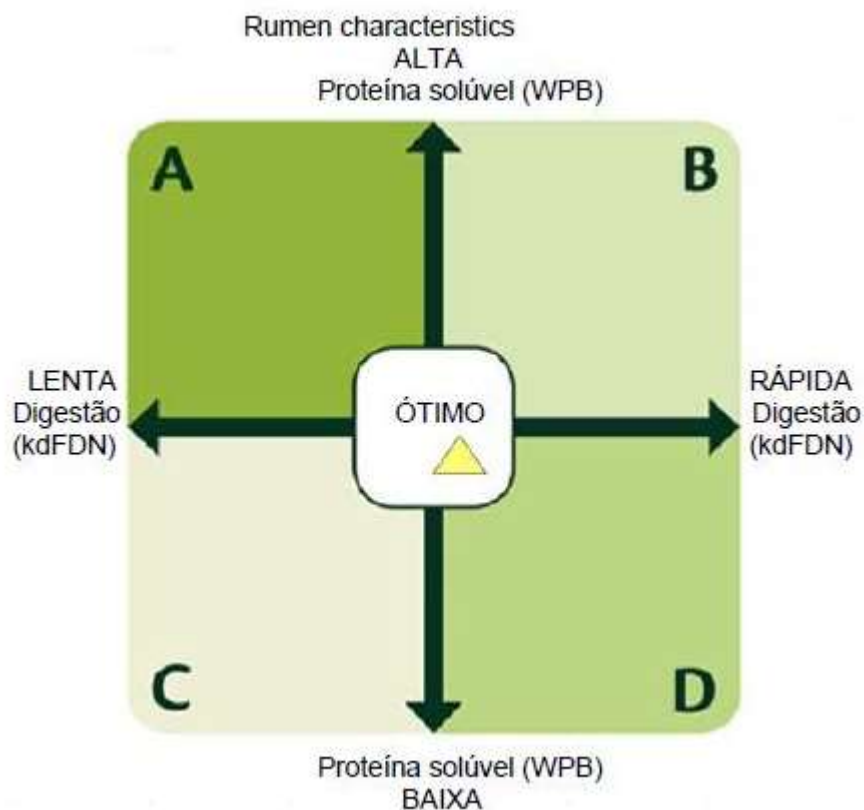 Rumen characteristics
ALTA
Proteína solúvel (WPB)
A
B
LENTA
Digestão
(kdFDN)
ÓTIMO
RÁPIDA
Digestão
(kdFDN)
C
D
Proteína solúvel (WPB)
BAIXA